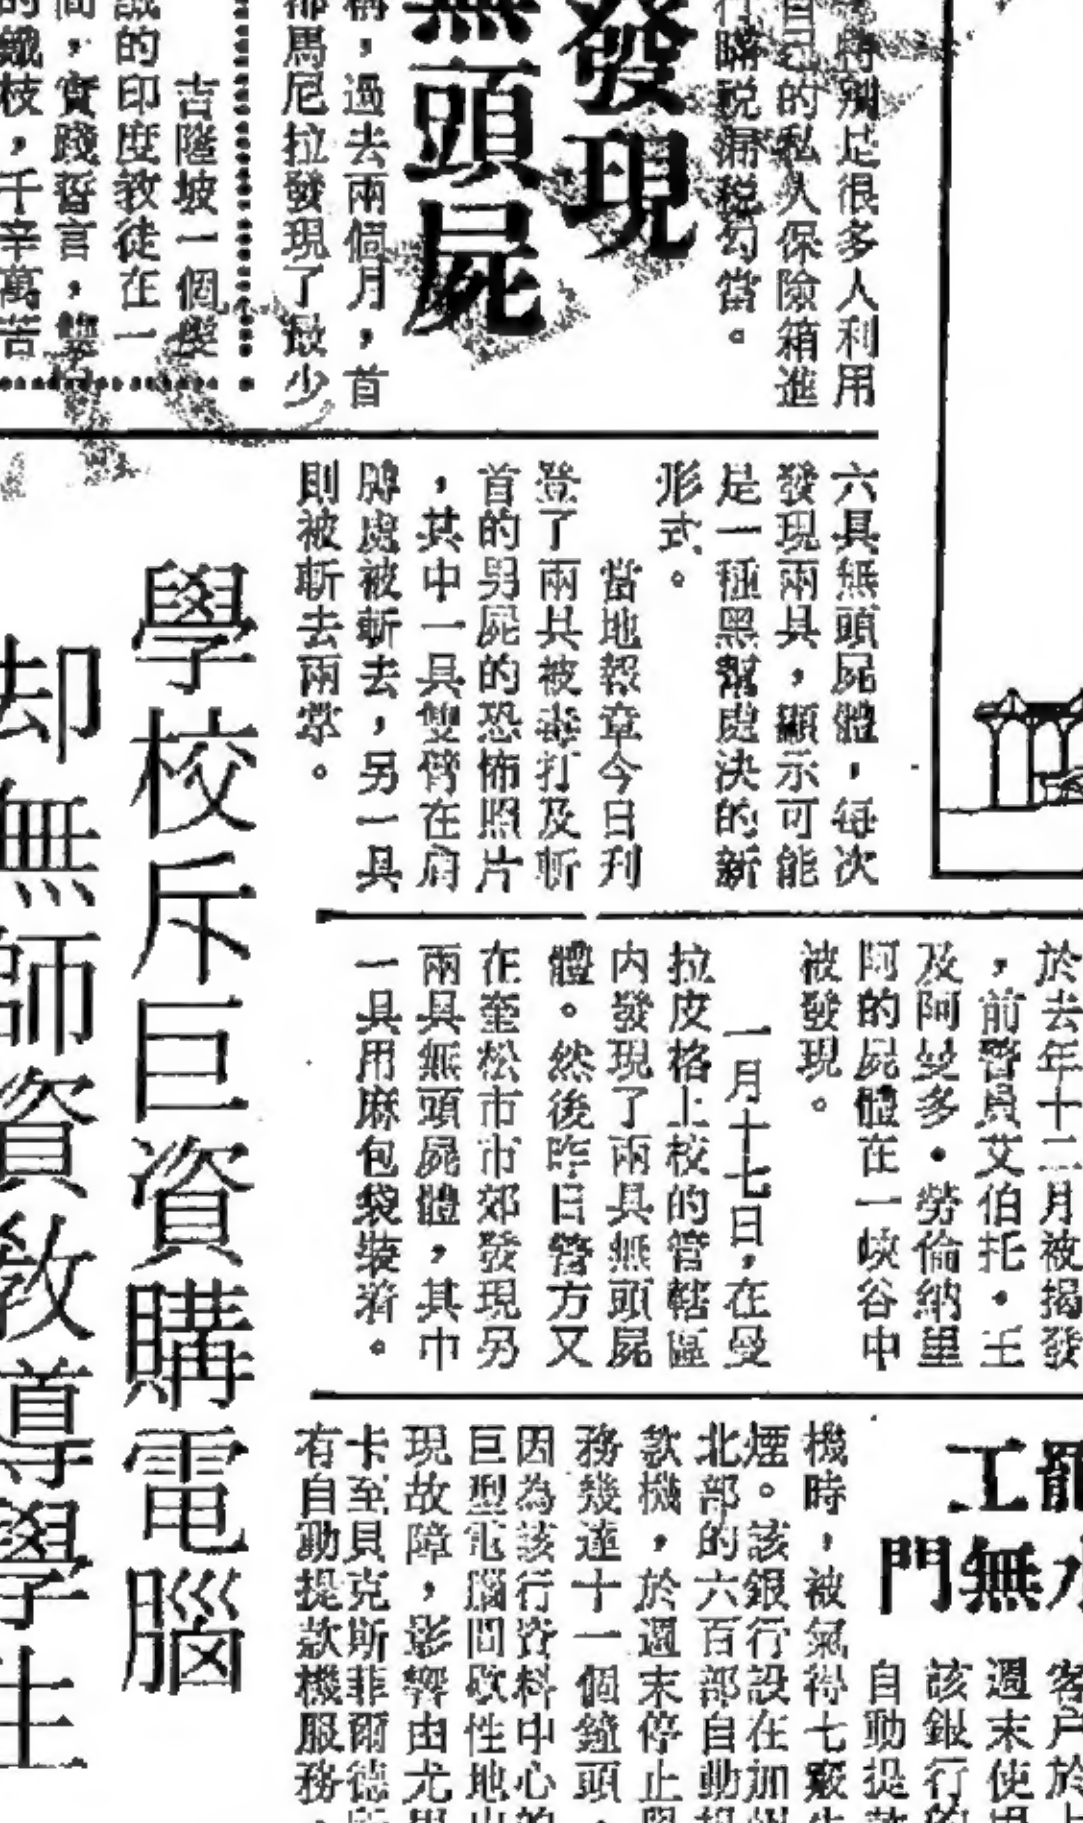 特別是很多人利用
自己的私人保險箱進
行瞞稅漏稅勾當。
發現
無頭屍
稱，過去兩個月，首
都馬尼拉發現了最少
六具無頭屍體，每次
發現兩具，顯示可能
是一種黑幫處決的新
形式。
當地報章今日刊
登了兩具被毒打及斬
首的男屍的恐怖照片
，其中一具雙臂在肩
膊處被斬去，另一具
則被斬去兩掌。
於去年十二月被揭發
，前警員艾伯托·王
及阿曼多·勞倫納里
阿的屍體在一峽谷中
被發現。
一月十七日，在曼
拉皮格上校的管轄區
内發現了兩具無頭屍
體。然後昨日警方又
在奎松市市郊發現另
兩具無頭屍體，其中
一具用麻包袋裝着。
吉隆坡一個
誠的印度教徒在一
間，實踐誓言，
的鐵枝，千辛萬苦
學校斥巨資購電腦
却無師資教導學生
工
門無水
客户於
週末使用
該銀行的
自動提款
機時，被氣得七竅生
煙。該銀行設在加州
北部的六百部自動提
款機，於週末停止服
務幾達十一個鐘頭，
因為該行資料中心的
巨型電腦間歇性地出
現故障，影響由尤里
卡至貝克斯菲爾德所
有自動提款機服務，